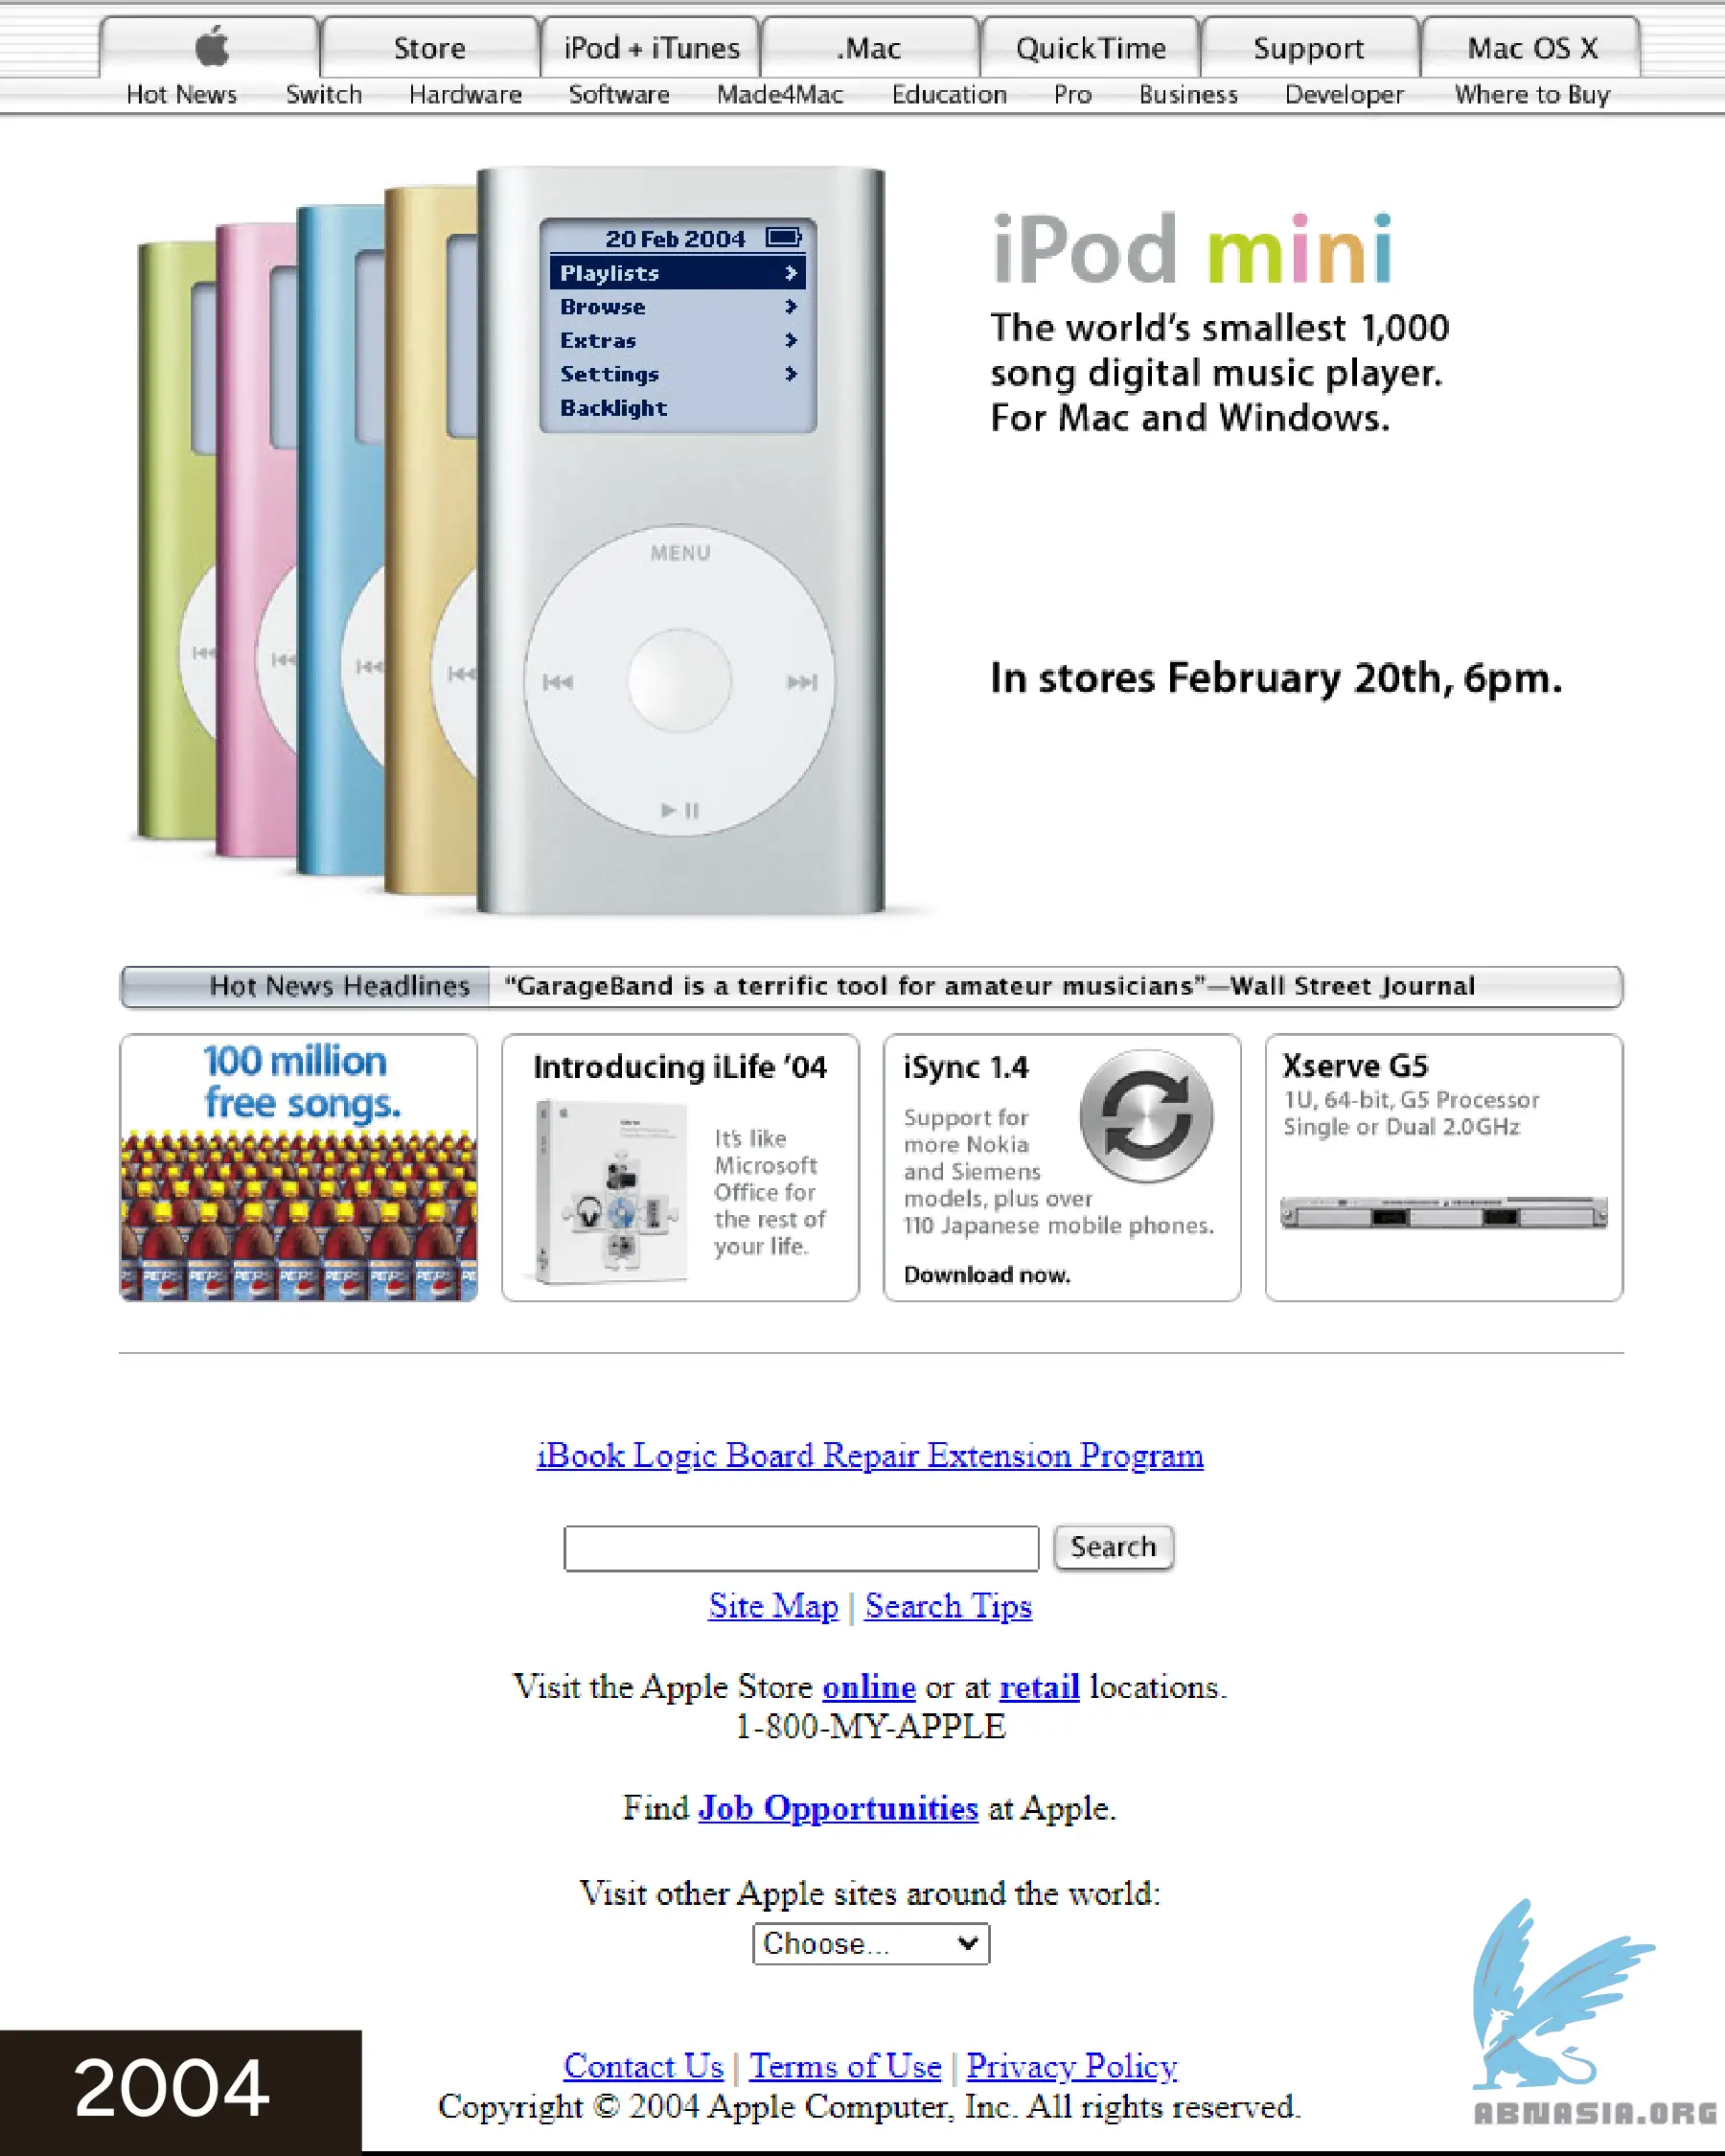 Store
iPod + iTunes
.Mac
QuickTime
Support
Mac OS X
Hot News
Switch
Hardware
Software
Made4Mac
Education
Pro
Business
Developer
Where to Buy
20 Feb 2004
Playlists
Browse
Extras
Settings
Backlight
MENU
iPod mini
The world's smallest 1,000
song digital music player.
For Mac and Windows.
In stores February 20th, 6pm.
Hot News Headlines
“GarageBand is a terrific tool for amateur musicians”—Wall Street Journal
100 million
free songs.
PEPSI
Introducing iLife '04
It's like
Microsoft
Office for
the rest of
your life.
iSync 1.4
Support for
more Nokia
and Siemens
models, plus over
110 Japanese mobile phones.
Download now.
Xserve G5
1U, 64-bit, G5 Processor
Single or Dual 2.0GHz
iBook Logic Board Repair Extension Program
Search
Site Map | Search Tips
Visit the Apple Store online or at retail locations.
1-800-MY-APPLE
Find Job Opportunities at Apple.
Visit other Apple sites around the world:
Choose...
Contact Us | Terms of Use | Privacy Policy
Copyright © 2004 Apple Computer, Inc. All rights reserved.
2004
ABNASIA.ORG